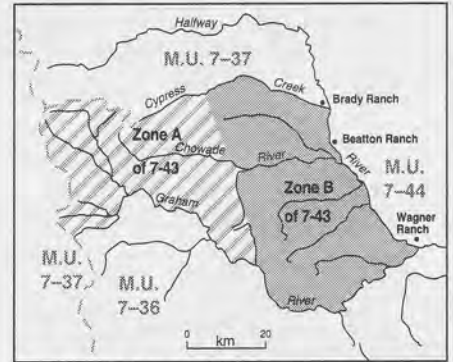 Halfway
M.U. 7–37
Cypress
Creek
Brady Ranch
Zone A
Beatton Ranch
Chowade
River
River
M.U.
7–44
of 7-43
Zone B
Graham
of 7-43
Wagner
Ranch
M.U.
7–37
M.U.
7–36
River
0 20
km